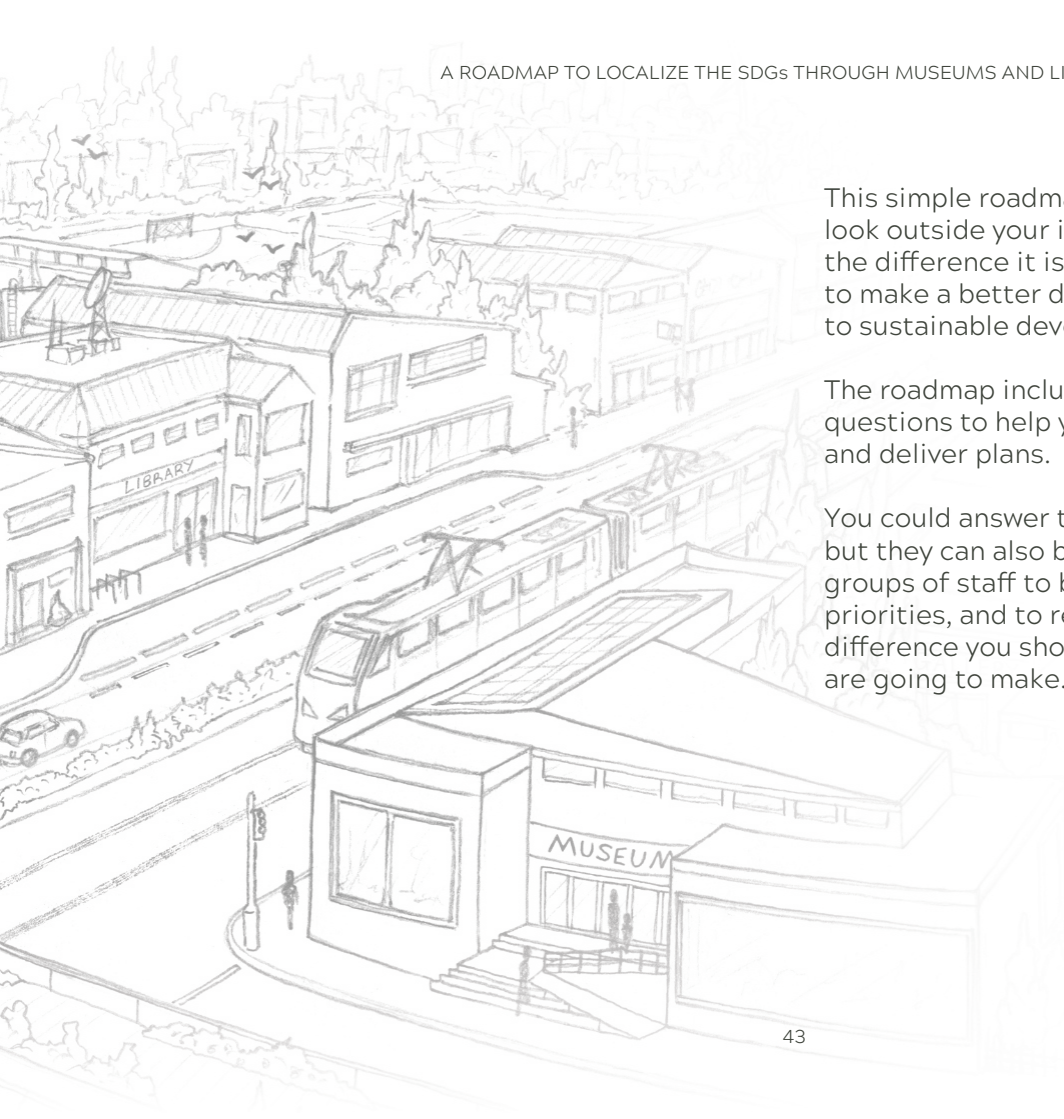 A ROADMAP TO LOCALIZE THE SDGs THROUGH MUSEUMS AND LI
This simple roadma
look outside your i
the difference it is
to make a better d
to sustainable deve
The roadmap inclu
questions to help y
and deliver plans.
You could answer t
but they can also b
groups of staff to b
priorities, and to re
difference you sho
are going to make.
LIBRARY
MUSEUM
43